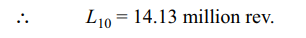 ∴ L10 = 14.13 million rev.